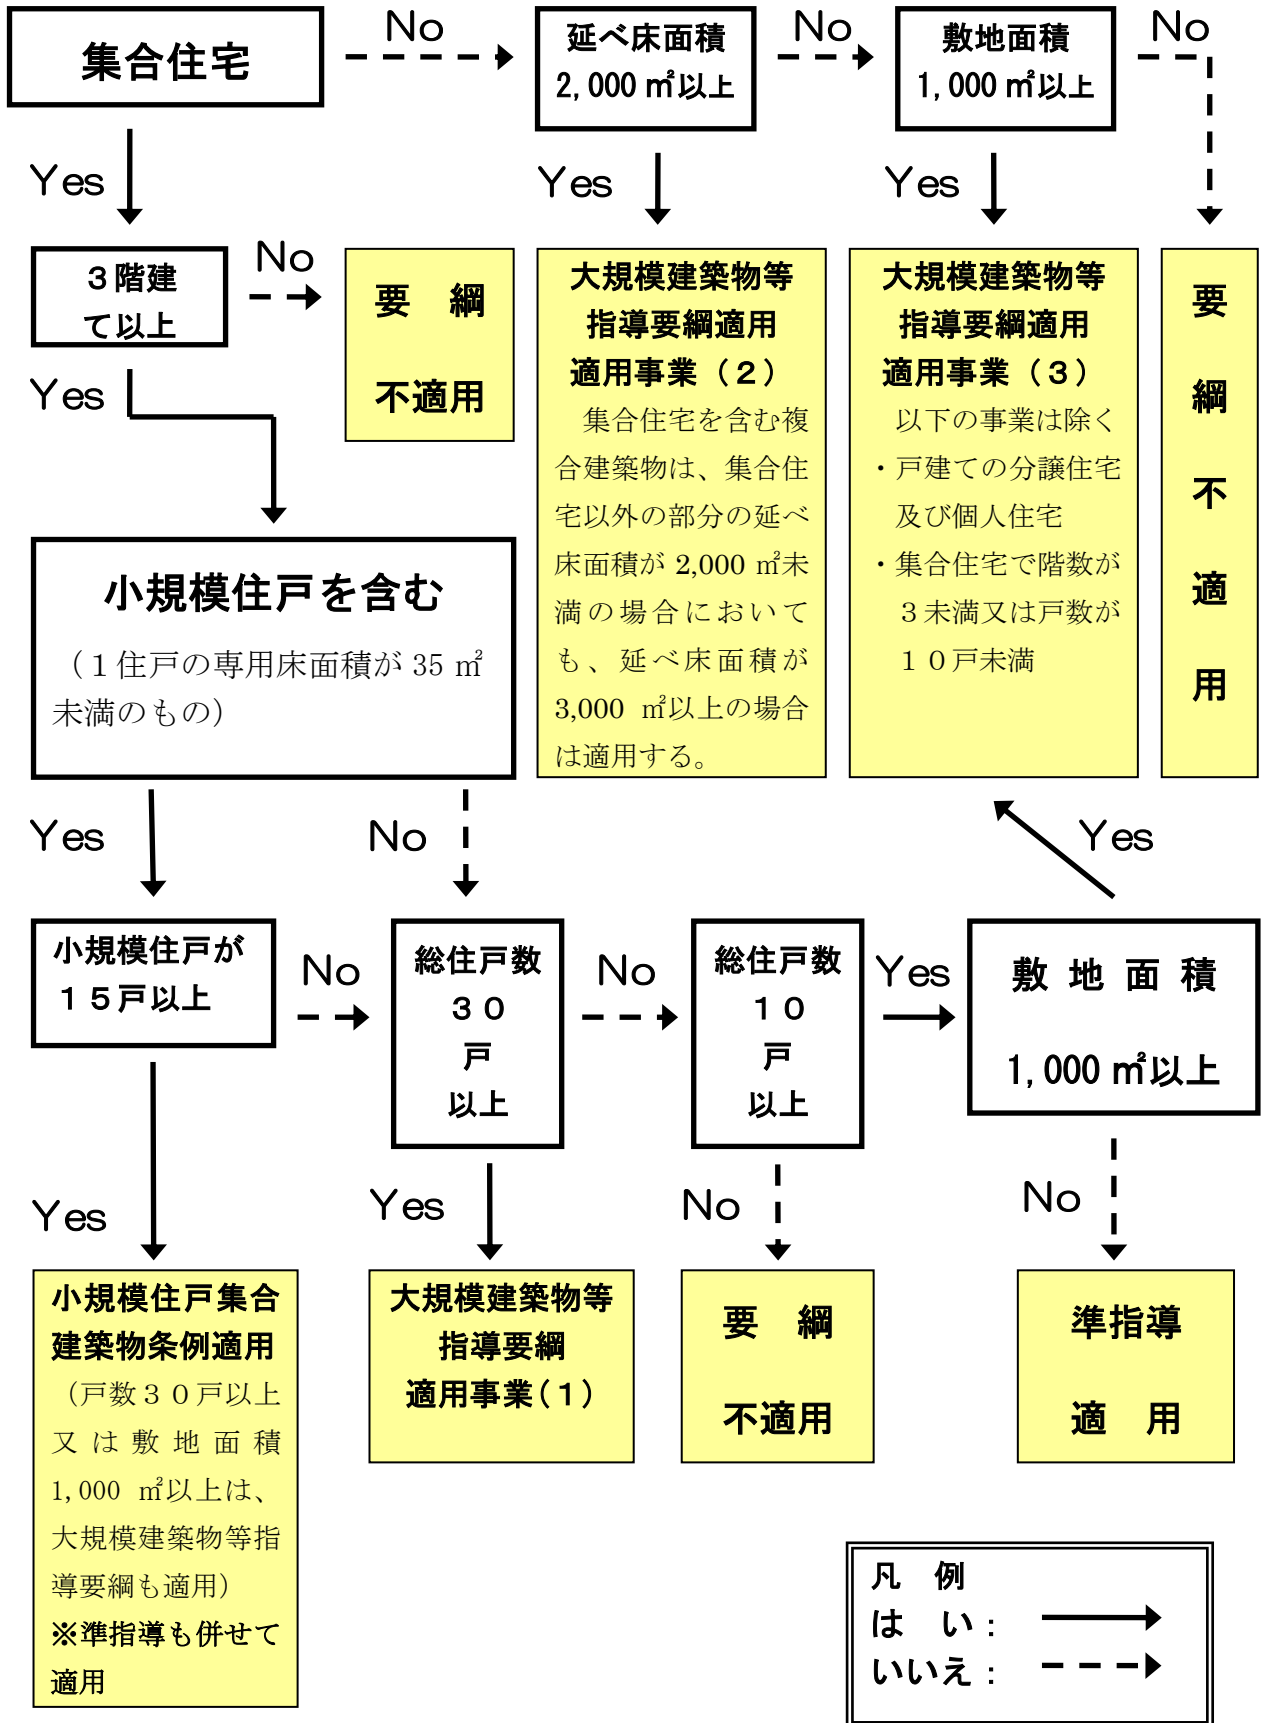 集合住宅
No
延べ床面積
2,000 ㎡以上
No
敷地面積
1,000 ㎡以上
No
Yes
Yes
Yes
３階建
て以上
No
要　綱
不適用
大規模建築物等
指導要綱適用
適用事業（２）
集合住宅を含む複
合建築物は、集合住
宅以外の部分の延べ
床面積が 2,000 ㎡未
満の場合において
も、延べ床面積が
3,000 ㎡以上の場合
は適用する。
大規模建築物等
指導要綱適用
適用事業（３）
以下の事業は除く
・戸建ての分譲住宅
及び個人住宅
・集合住宅で階数が
３未満又は戸数が
１０戸未満
要
綱
不
適
用
Yes
小規模住戸を含む
（１住戸の専用床面積が 35 ㎡
未満のもの）
Yes
No
Yes
小規模住戸が
１５戸以上
No
総住戸数
３０
戸
以上
No
総住戸数
１０
戸
以上
Yes
敷 地 面 積
1,000 ㎡以上
Yes
Yes
No
No
小規模住戸集合
建築物条例適用
（戸数３０戸以上
又は敷地面積
1,000 ㎡以上は、
大規模建築物等指
導要綱も適用）
※準指導も併せて
適用
大規模建築物等
指導要綱
適用事業（１）
要　綱
不適用
準指導
適　用
凡　例
は　い：
いいえ：